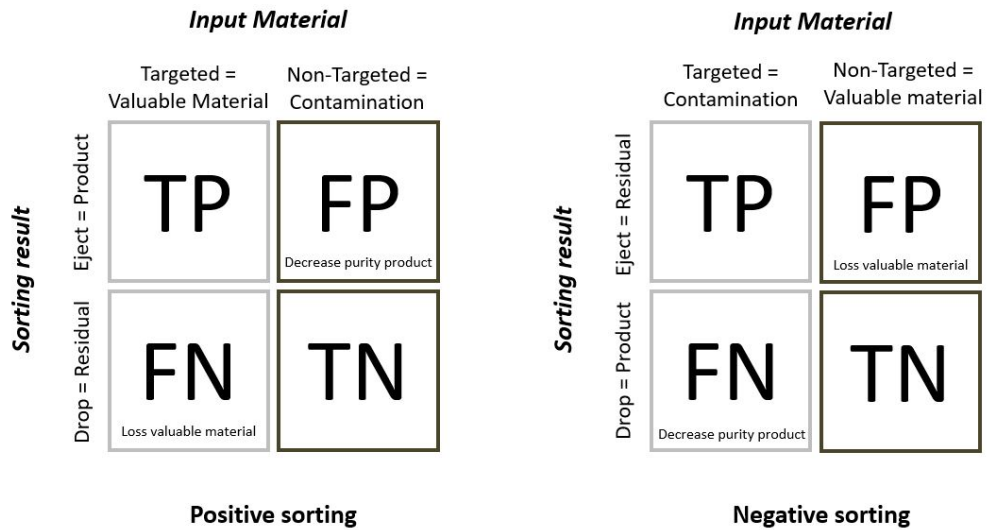 Input Material
Targeted =
Valuable Material
Non-Targeted =
Contamination
Sorting result
Eject = Product
TP
FP
Decrease purity product
Drop = Residual
FN
Loss valuable material
TN
Positive sorting
Input Material
Targeted =
Contamination
Non-Targeted =
Valuable material
Sorting result
Eject = Residual
TP
FP
Loss valuable material
Drop = Product
FN
Decrease purity product
TN
Negative sorting